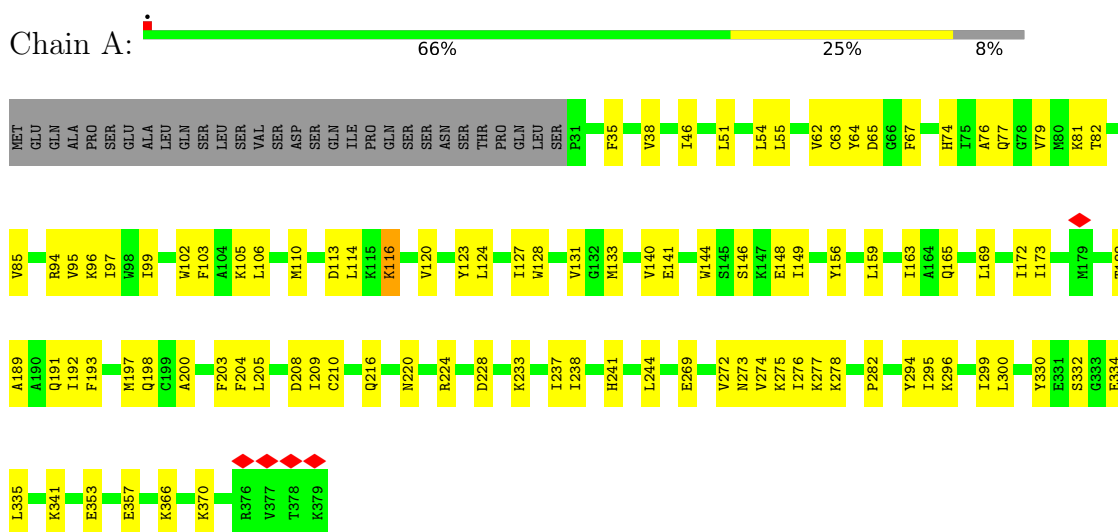 Chain A:
66% 25% 8%
MET GLU GLN ALA PRO SER GLU ALA LEU GLN SER LEU SER VAL SER ASP SER GLN ILE PRO GLN SER SER ASN SER THR PRO GLN LEU SER P31 F35 V38 I46 L51 L54 L55 V62 C63 Y64 D65 G66 F67 H74 I75 A76 Q77 G78 V79 M80 K81 T82
V85 R94 V95 K96 I97 W98 I99 W102 F103 A104 K105 L106 M110 D113 L114 K115 K116 V120 Y123 L124 I127 W128 V131 G132 M133 V140 E141 W144 S145 S146 K147 E148 I149 Y156 L159 I163 A164 Q165 L169 I172 I173 M179
A189 A190 Q191 I192 F193 M197 Q198 C199 A200 F203 F204 L205 D208 I209 C210 Q216 N220 R224 D228 K233 I237 I238 H241 L244 E269 V272 N273 V274 K275 I276 K277 K278 P282 Y294 I295 K296 I299 L300 Y330 E331 S332 G333
L335 K341 E353 E357 K366 K370 R376 V377 T378 K379